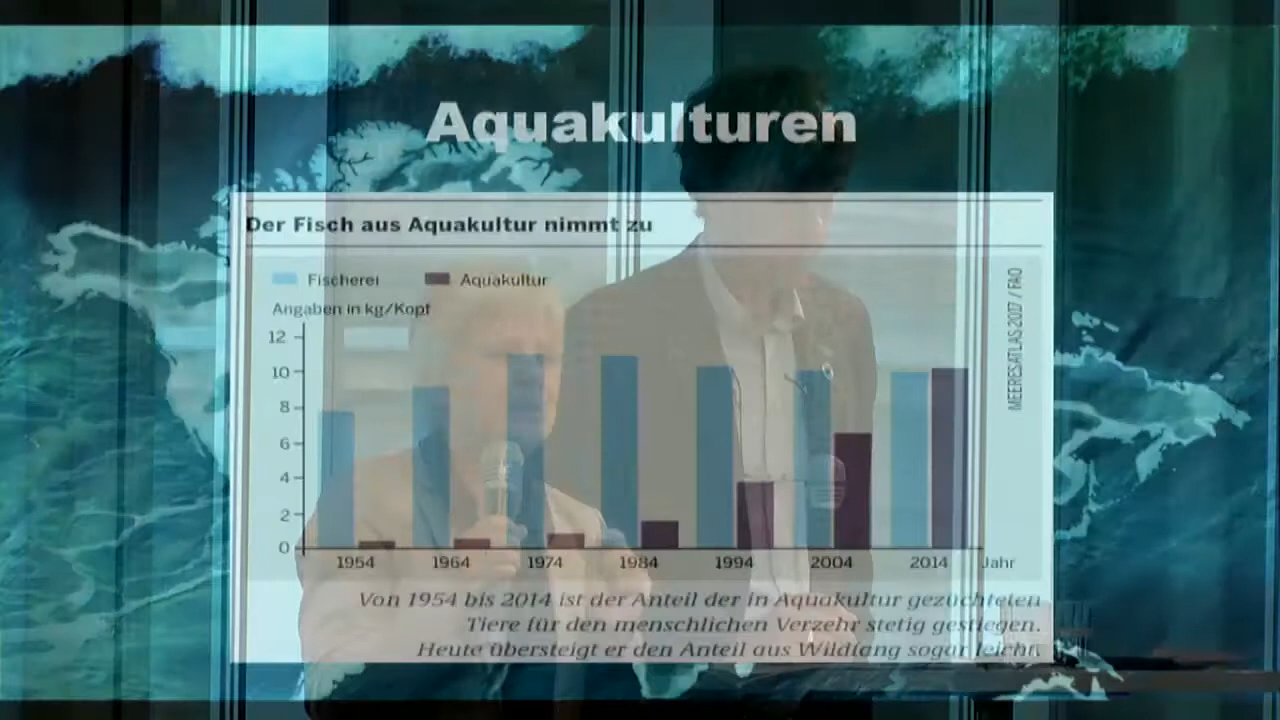 Aquakulturen
Der Fisch aus Aquakultur nimmt zu
Fischerei Aquakultur
Angaben in kg/Kopf
12
10
8
6
4
2
0
1954 1964 1974 1984 1994 2004 2014 Jahr
MEERESATLAS 2017 / FAO
Von 1954 bis 2014 ist der Anteil der in Aquakultur gezüchteten
Tiere für den menschlichen Verzehr stetig gestiegen.
Heute übersteigt er den Anteil aus Wildfang sogar leicht.